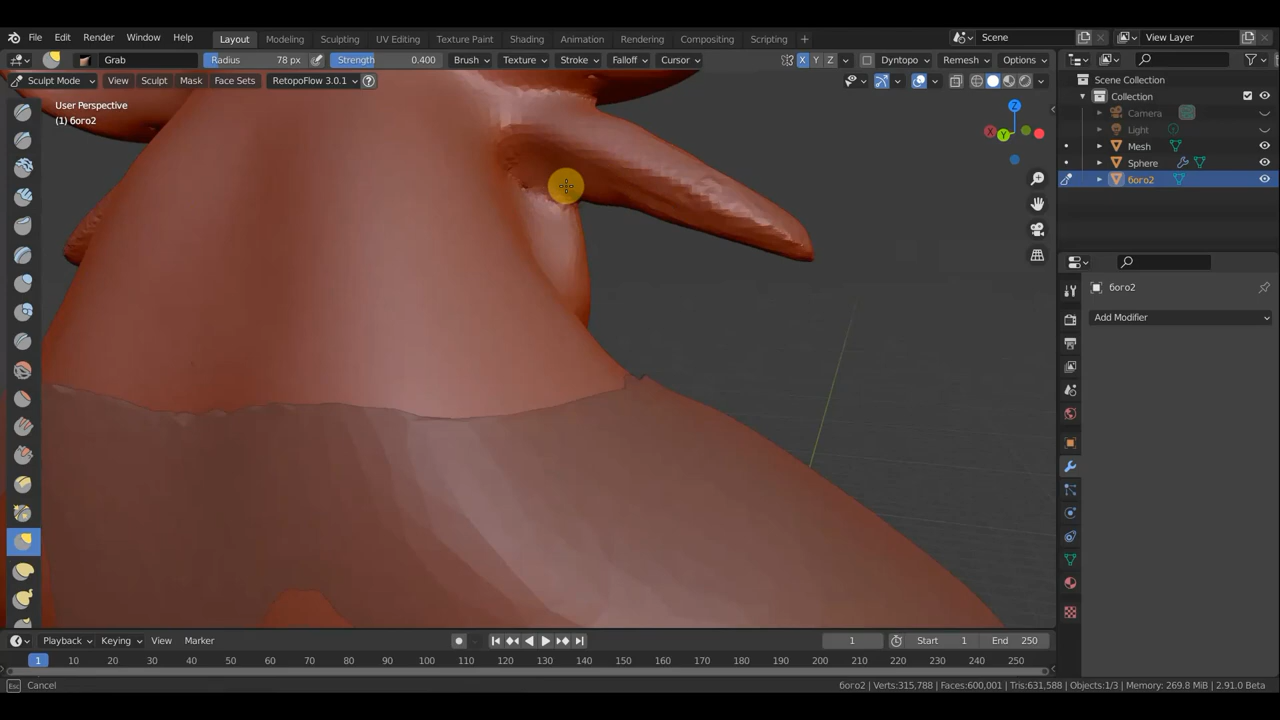 File Edit Render Window Help Layout Modeling Sculpting UV Editing Texture Paint Shading Animation Compositing Rendering Scripting + Scene View Layer
Grab Radius 78 px Strength 0.400 Brush Texture Stroke Falloff Cursor X Y Z Dyntopo Remesh Options
Sculpt Mode View Sculpt Mask Face Sets RetopoFlow 3.0.1 ?
User Perspective
(1) бого2
Z
X
Y
Scene Collection
Collection
Camera
Light
Mesh
Sphere
бого2
бого2
Add Modifier
Playback Keying View Marker 1 Start 1 End 250
1 10 20 30 40 50 60 70 80 90 100 110 120 130 140 150 160 170 180 190 200 210 220 230 240 250
Esc Cancel бого2 | Verts:315,788 | Faces:600,001 | Tris:631,588 | Objects:1/3 | Memory: 269.8 MiB | 2.91.0 Beta